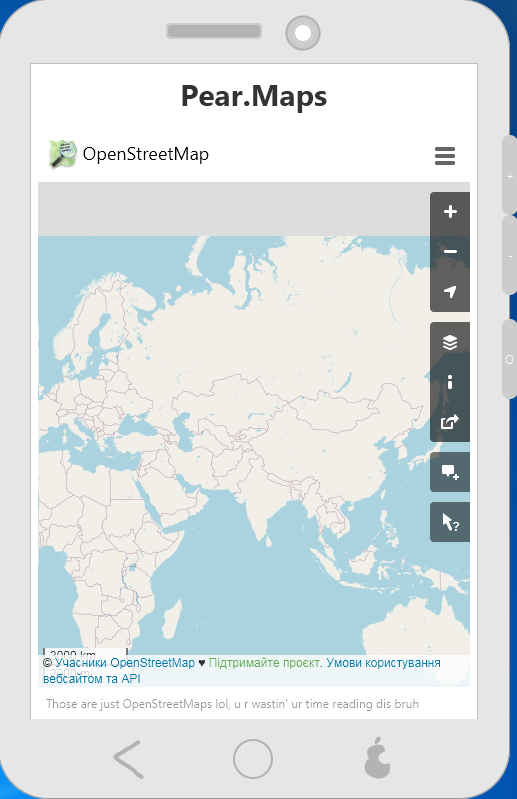 Pear.Maps
OpenStreetMap
+
-
O
2000 km
© Учасники OpenStreetMap ♥ Підтримайте проєкт. Умови користування
вебсайтом та API
Those are just OpenStreetMaps lol, u r wastin' ur time reading dis bruh